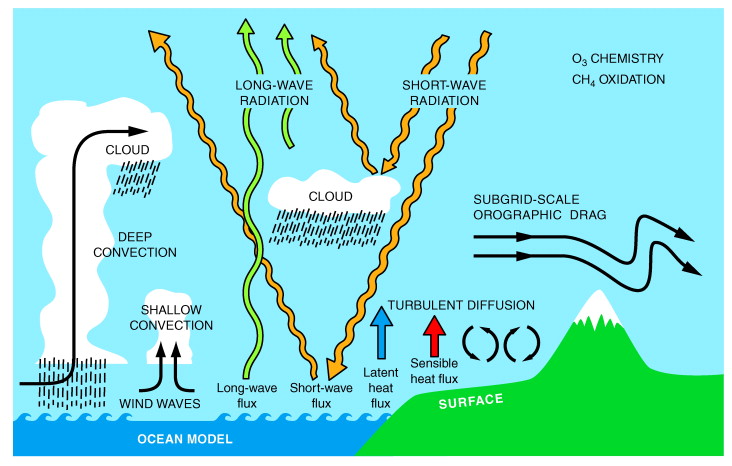 O₃ CHEMISTRY
CH₄ OXIDATION
LONG-WAVE
RADIATION
SHORT-WAVE
RADIATION
CLOUD
CLOUD
SUBGRID-SCALE
OROGRAPHIC DRAG
DEEP
CONVECTION
SHALLOW
CONVECTION
TURBULENT DIFFUSION
Long-wave
flux
Short-wave
flux
Latent
heat
flux
Sensible
heat flux
WIND WAVES
SURFACE
OCEAN MODEL